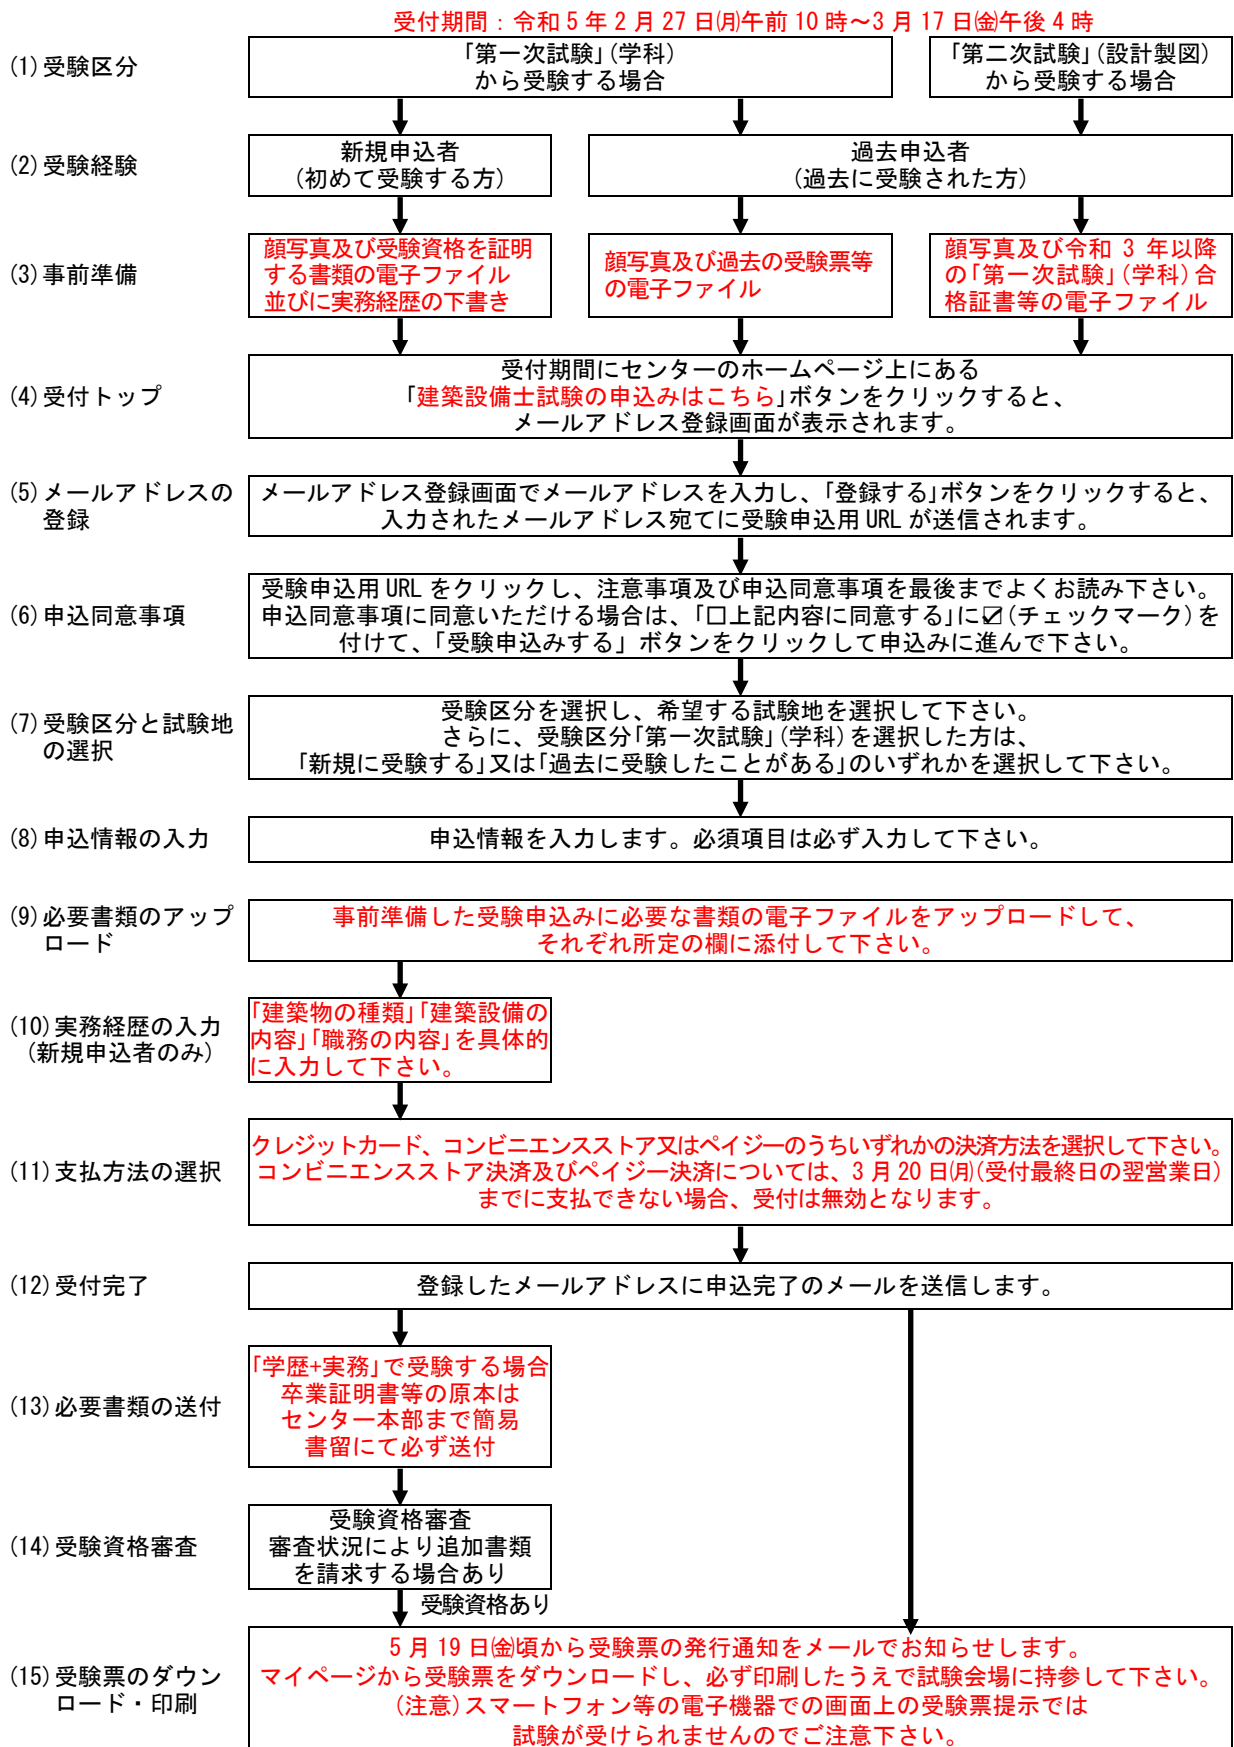 受付期間：令和5年2月27日㈪午前10時～3月17日㈮午後4時
(1)受験区分
「第一次試験」(学科)
から受験する場合
「第二次試験」(設計製図)
から受験する場合
(2)受験経験
新規申込者
(初めて受験する方)
過去申込者
(過去に受験された方)
(3)事前準備
顔写真及び受験資格を証明
する書類の電子ファイル
並びに実務経歴の下書き
顔写真及び過去の受験票等
の電子ファイル
顔写真及び令和3年以降
の「第一次試験」(学科)合
格証書等の電子ファイル
(4)受付トップ
受付期間にセンターのホームページ上にある
「建築設備士試験の申込みはこちら」ボタンをクリックすると、
メールアドレス登録画面が表示されます。
(5)メールアドレスの
登録
メールアドレス登録画面でメールアドレスを入力し、「登録する」ボタンをクリックすると、
入力されたメールアドレス宛てに受験申込用URLが送信されます。
(6)申込同意事項
受験申込用URLをクリックし、注意事項及び申込同意事項を最後までよくお読み下さい。
申込同意事項に同意いただける場合は、「□上記内容に同意する」に☑(チェックマーク)を
付けて、「受験申込みする」ボタンをクリックして申込みに進んで下さい。
(7)受験区分と試験地
の選択
受験区分を選択し、希望する試験地を選択して下さい。
さらに、受験区分「第一次試験」(学科)を選択した方は、
「新規に受験する」又は「過去に受験したことがある」のいずれかを選択して下さい。
(8)申込情報の入力
申込情報を入力します。必須項目は必ず入力して下さい。
(9)必要書類のアップ
ロード
事前準備した受験申込みに必要な書類の電子ファイルをアップロードして、
それぞれ所定の欄に添付して下さい。
(10)実務経歴の入力
(新規申込者のみ)
「建築物の種類」「建築設備の
内容」「職務の内容」を具体的
に入力して下さい。
(11)支払方法の選択
クレジットカード、コンビニエンスストア又はペイジーのうちいずれかの決済方法を選択して下さい。
コンビニエンスストア決済及びペイジー決済については、3月20日㈪(受付最終日の翌営業日)
までに支払できない場合、受付は無効となります。
(12)受付完了
登録したメールアドレスに申込完了のメールを送信します。
(13)必要書類の送付
「学歴+実務」で受験する場合
卒業証明書等の原本は
センター本部まで簡易
書留にて必ず送付
(14)受験資格審査
受験資格審査
審査状況により追加書類
を請求する場合あり
受験資格あり
(15)受験票のダウン
ロード・印刷
5月19日㈮頃から受験票の発行通知をメールでお知らせします。
マイページから受験票をダウンロードし、必ず印刷したうえで試験会場に持参して下さい。
(注意)スマートフォン等の電子機器での画面上の受験票提示では
試験が受けられませんのでご注意下さい。